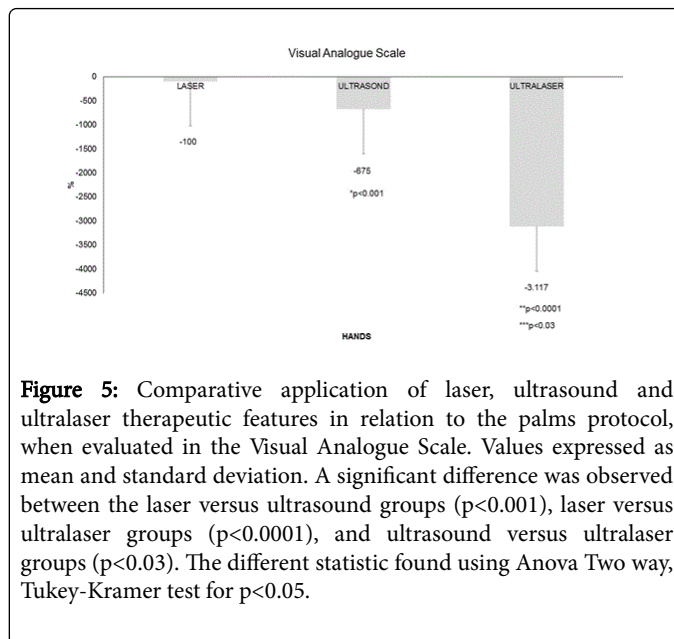 Visual Analogue Scale
0
-500
-1000
-1500
-2000
-2500
-3000
-3500
-4000
-4500
%
LASER ULTRASOND ULTRALASER
-100
-675
*p<0.001
-3.117
**p<0.0001
***p<0.03
HANDS
Figure 5: Comparative application of laser, ultrasound and
ultralaser therapeutic features in relation to the palms protocol,
when evaluated in the Visual Analogue Scale. Values expressed as
mean and standard deviation. A significant difference was observed
between the laser versus ultrasound groups (p<0.001), laser versus
ultralaser groups (p<0.0001), and ultrasound versus ultralaser
groups (p<0.03). The different statistic found using Anova Two way,
Tukey-Kramer test for p<0.05.